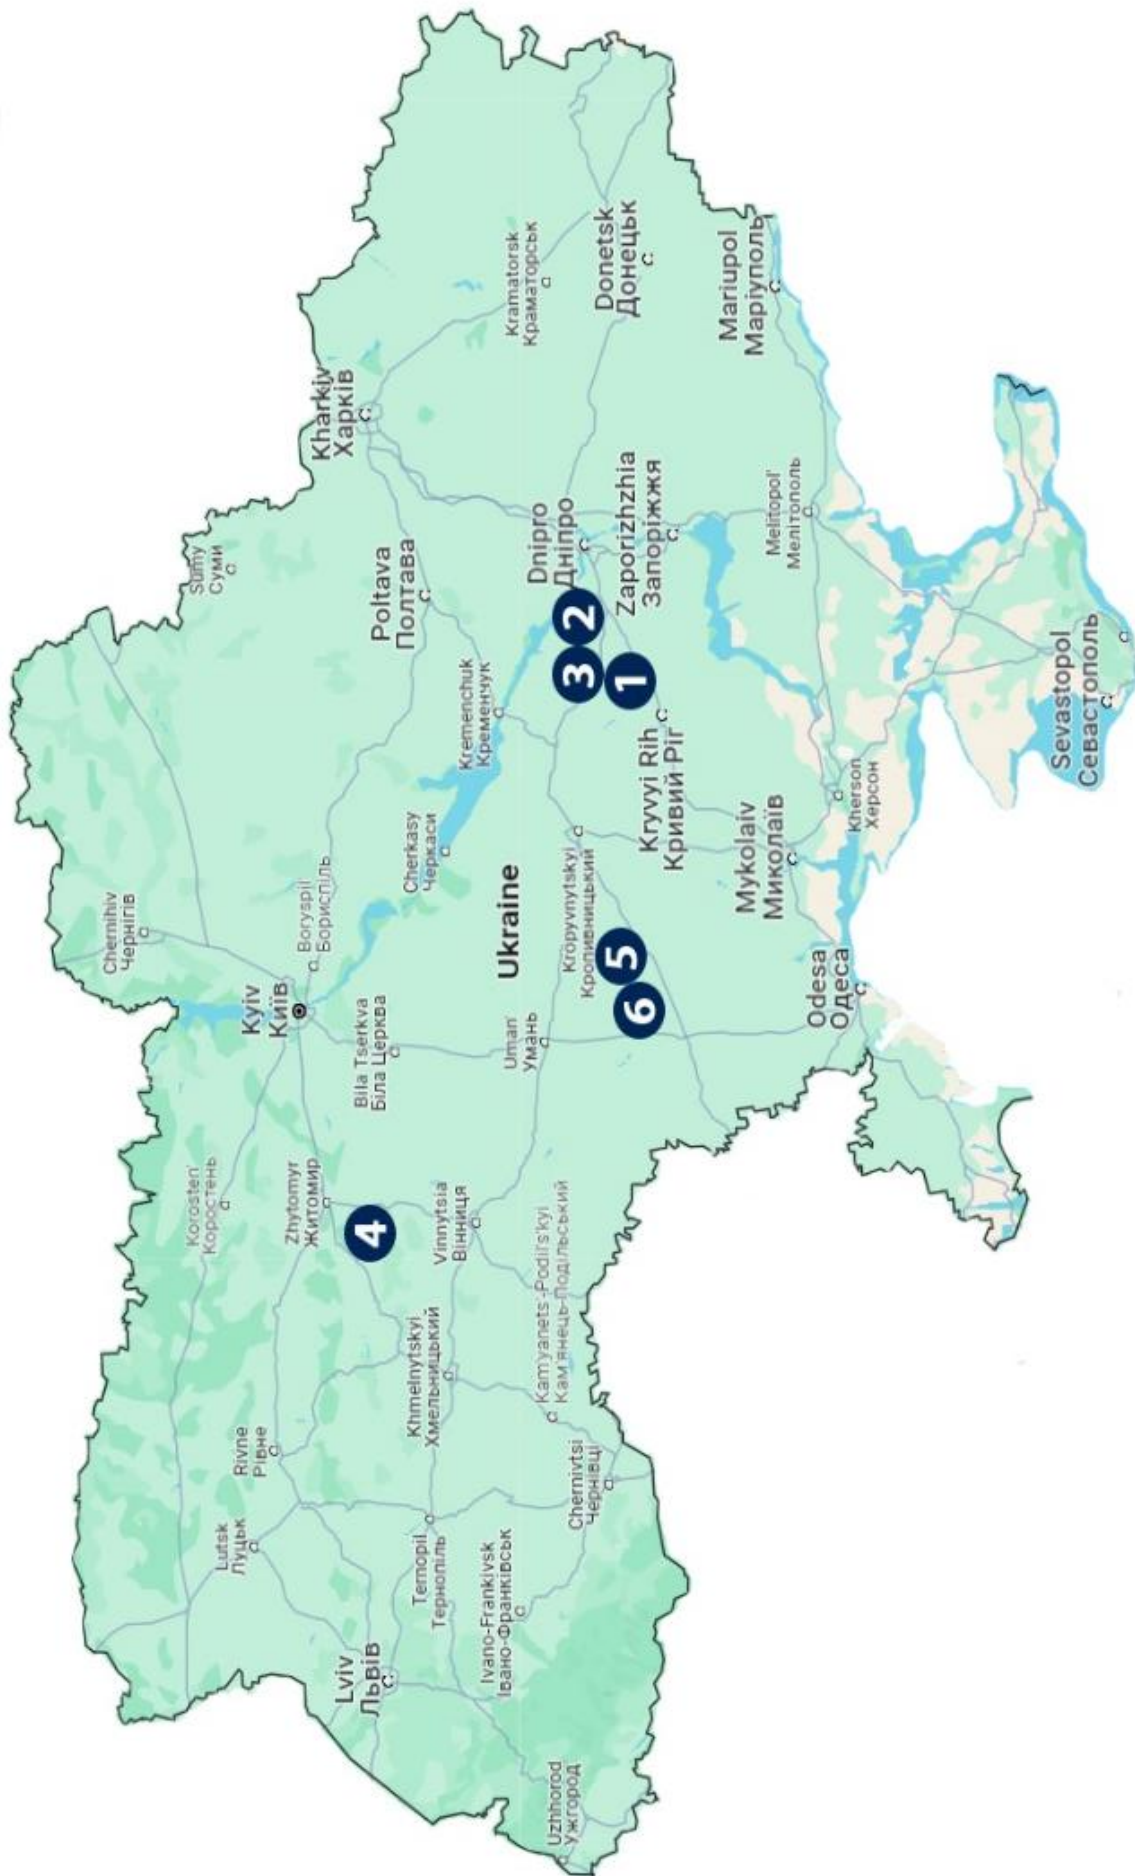 Chernihiv
Чернігів
Sumy
Суми
Korosten'
Коростень
Lutsk
Луцьк
Rivne
Рівне
Zhytomyr
Житомир
Kyiv
Київ
Boryspil'
Бориспіль
Kharkiv
Харків
Lviv
Львів
4
Bila Tserkva
Біла Церква
Poltava
Полтава
Cherkasy
Черкаси
Ternopil
Тернопіль
Khmelnytskyi
Хмельницький
Vinnytsia
Вінниця
Kremenchuk
Кременчук
Ukraine
Ivano-Frankivsk
Івано-Франківськ
Uman'
Умань
Kramatorsk
Краматорськ
Uzhhorod
Ужгород
Kam'yanets'-Podil's'kyi
Кам'янець-Подільський
Kropyvnytskyi
Кропивницький
Dnipro
Дніпро
3
2
Chernivtsi
Чернівці
Donetsk
Донецьк
6
5
1
Zaporizhzhia
Запоріжжя
Kryvyi Rih
Кривий Ріг
Mykolaiv
Миколаїв
Mariupol
Маріуполь
Melitopol'
Мелітополь
Odesa
Одеса
Kherson
Херсон
Sevastopol
Севастополь